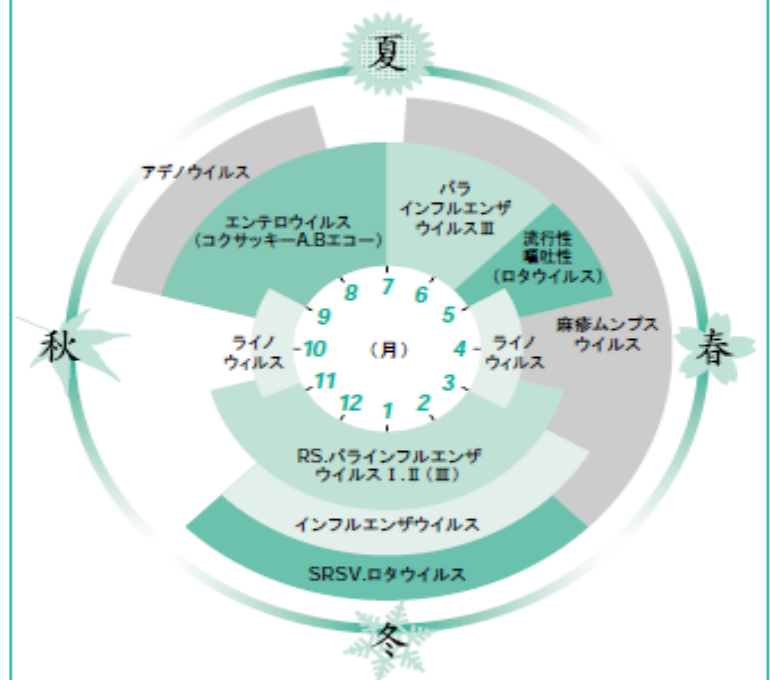 夏
アデノウイルス
エンテロウイルス
(コクサッキーA.Bエコー)
パラ
インフルエンザ
ウイルスⅢ
流行性
嘔吐性
(ロタウイルス)
麻疹ムンプス
ウイルス
7
8
6
9
5
10
(月)
4
11
3
12
2
1
ライノ
ウィルス
ライノ
ウィルス
秋
春
RS.パラインフルエンザ
ウイルスⅠ.Ⅱ(Ⅲ)
インフルエンザウイルス
SRSV.ロタウイルス
冬